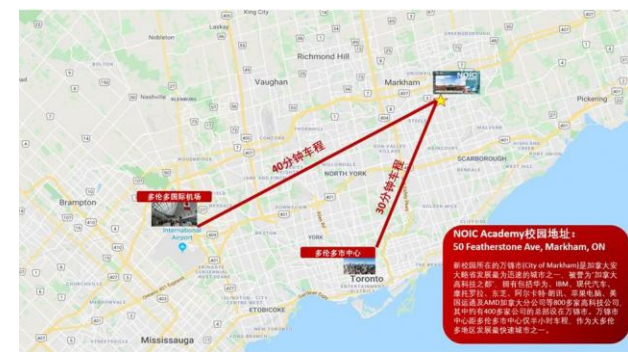 King City
Laskay
Nobleton
Richmond Hill
Vaughan
Markham
NOIC
Nashville
Pickering
40分钟车程
30分钟车程
NORTH YORK
SCARBOROUGH
Brampton
多伦多国际机场
International
Airport
多伦多市中心
YORK
Toronto
ETOBICOKE
Mississauga
NOIC Academy校园地址:
50 Featherstone Ave, Markham, ON
新校园所在的万锦市(City of Markham)是加拿大安
大略省发展最为迅速的城市之一,被誉为"加拿大
高科技之都",拥有包括华为、IBM、现代汽车、
摩托罗拉、东芝、阿尔卡特·朗讯、苹果电脑、美
国运通及AMD加拿大分公司等800多家高科技公司,
其中约有400多家公司的总部设在万锦市。万锦市
中心距多伦多市中心仅半小时车程,作为大多伦
多地区发展最快速城市之一。